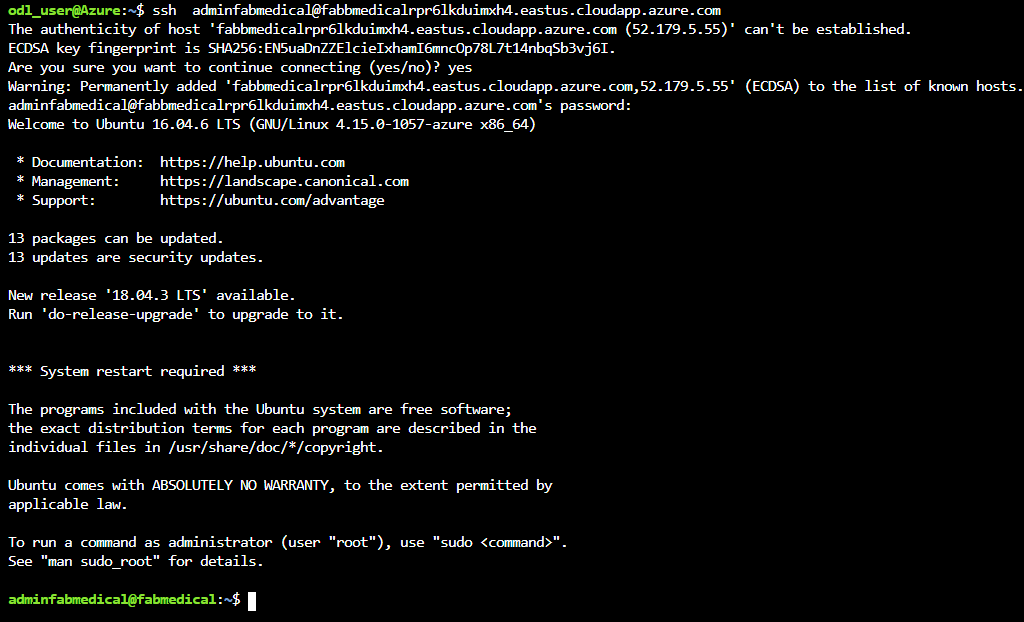 odl_user@Azure:~$ ssh  adminfabmedical@fabbmedicalrpr6lkduimxh4.eastus.cloudapp.azure.com
The authenticity of host 'fabbmedicalrpr6lkduimxh4.eastus.cloudapp.azure.com (52.179.5.55)' can't be established.
ECDSA key fingerprint is SHA256:EN5uaDnZZElcieIxhamI6mncOp78L7t14nbqSb3vj6I.
Are you sure you want to continue connecting (yes/no)? yes
Warning: Permanently added 'fabbmedicalrpr6lkduimxh4.eastus.cloudapp.azure.com,52.179.5.55' (ECDSA) to the list of known hosts.
adminfabmedical@fabbmedicalrpr6lkduimxh4.eastus.cloudapp.azure.com's password:
Welcome to Ubuntu 16.04.6 LTS (GNU/Linux 4.15.0-1057-azure x86_64)

 * Documentation:  https://help.ubuntu.com
 * Management:     https://landscape.canonical.com
 * Support:        https://ubuntu.com/advantage

13 packages can be updated.
13 updates are security updates.

New release '18.04.3 LTS' available.
Run 'do-release-upgrade' to upgrade to it.

*** System restart required ***

The programs included with the Ubuntu system are free software;
the exact distribution terms for each program are described in the
individual files in /usr/share/doc/*/copyright.

Ubuntu comes with ABSOLUTELY NO WARRANTY, to the extent permitted by
applicable law.

To run a command as administrator (user "root"), use "sudo <command>".
See "man sudo_root" for details.

adminfabmedical@fabmedical:~$